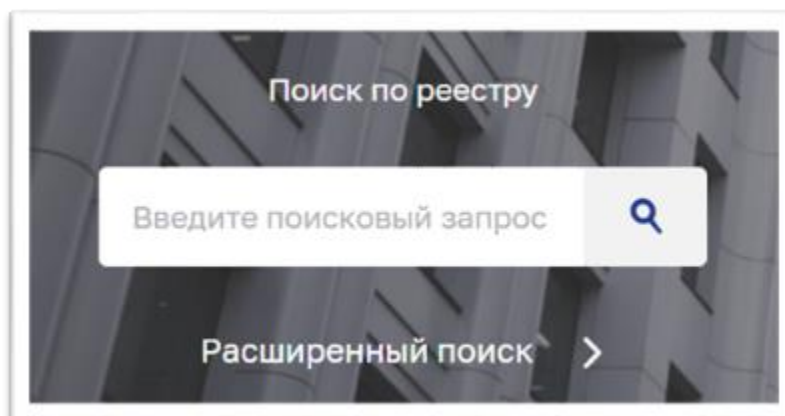 Поиск по реестру
Введите поисковый запрос
Расширенный поиск